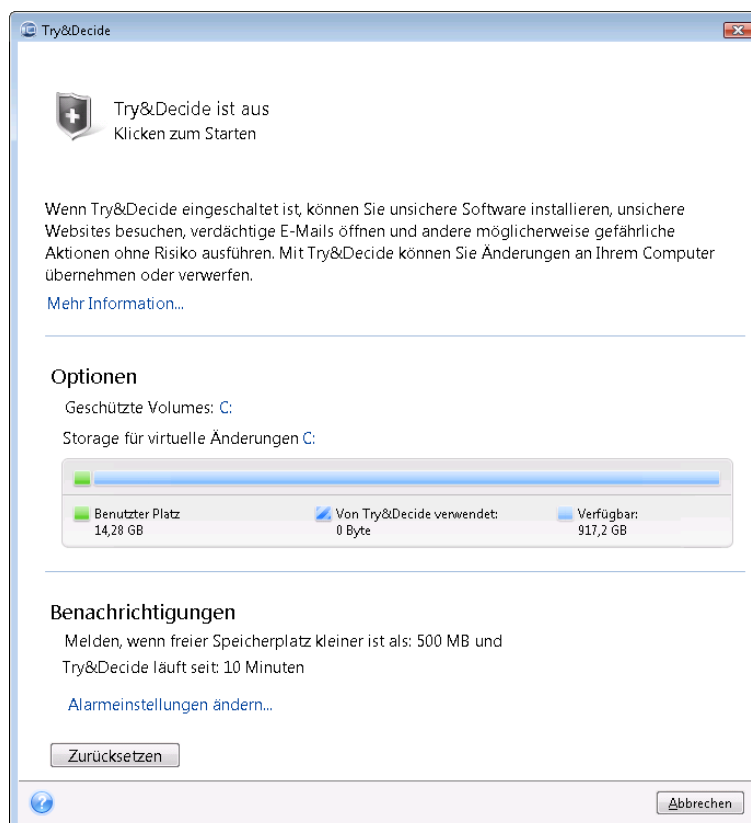 Try&Decide
Try&Decide ist aus
Klicken zum Starten
Wenn Try&Decide eingeschaltet ist, können Sie unsichere Software installieren, unsichere
Websites besuchen, verdächtige E-Mails öffnen und andere möglicherweise gefährliche
Aktionen ohne Risiko ausführen. Mit Try&Decide können Sie Änderungen an Ihrem Computer
übernehmen oder verwerfen.
Mehr Information...
Optionen
Geschützte Volumes: C:
Storage für virtuelle Änderungen C:
Benutzter Platz Von Try&Decide verwendet: Verfügbar:
14,28 GB 0 Byte 917,2 GB
Benachrichtigungen
Melden, wenn freier Speicherplatz kleiner ist als: 500 MB und
Try&Decide läuft seit: 10 Minuten
Alarmeinstellungen ändern...
Zurücksetzen
Abbrechen